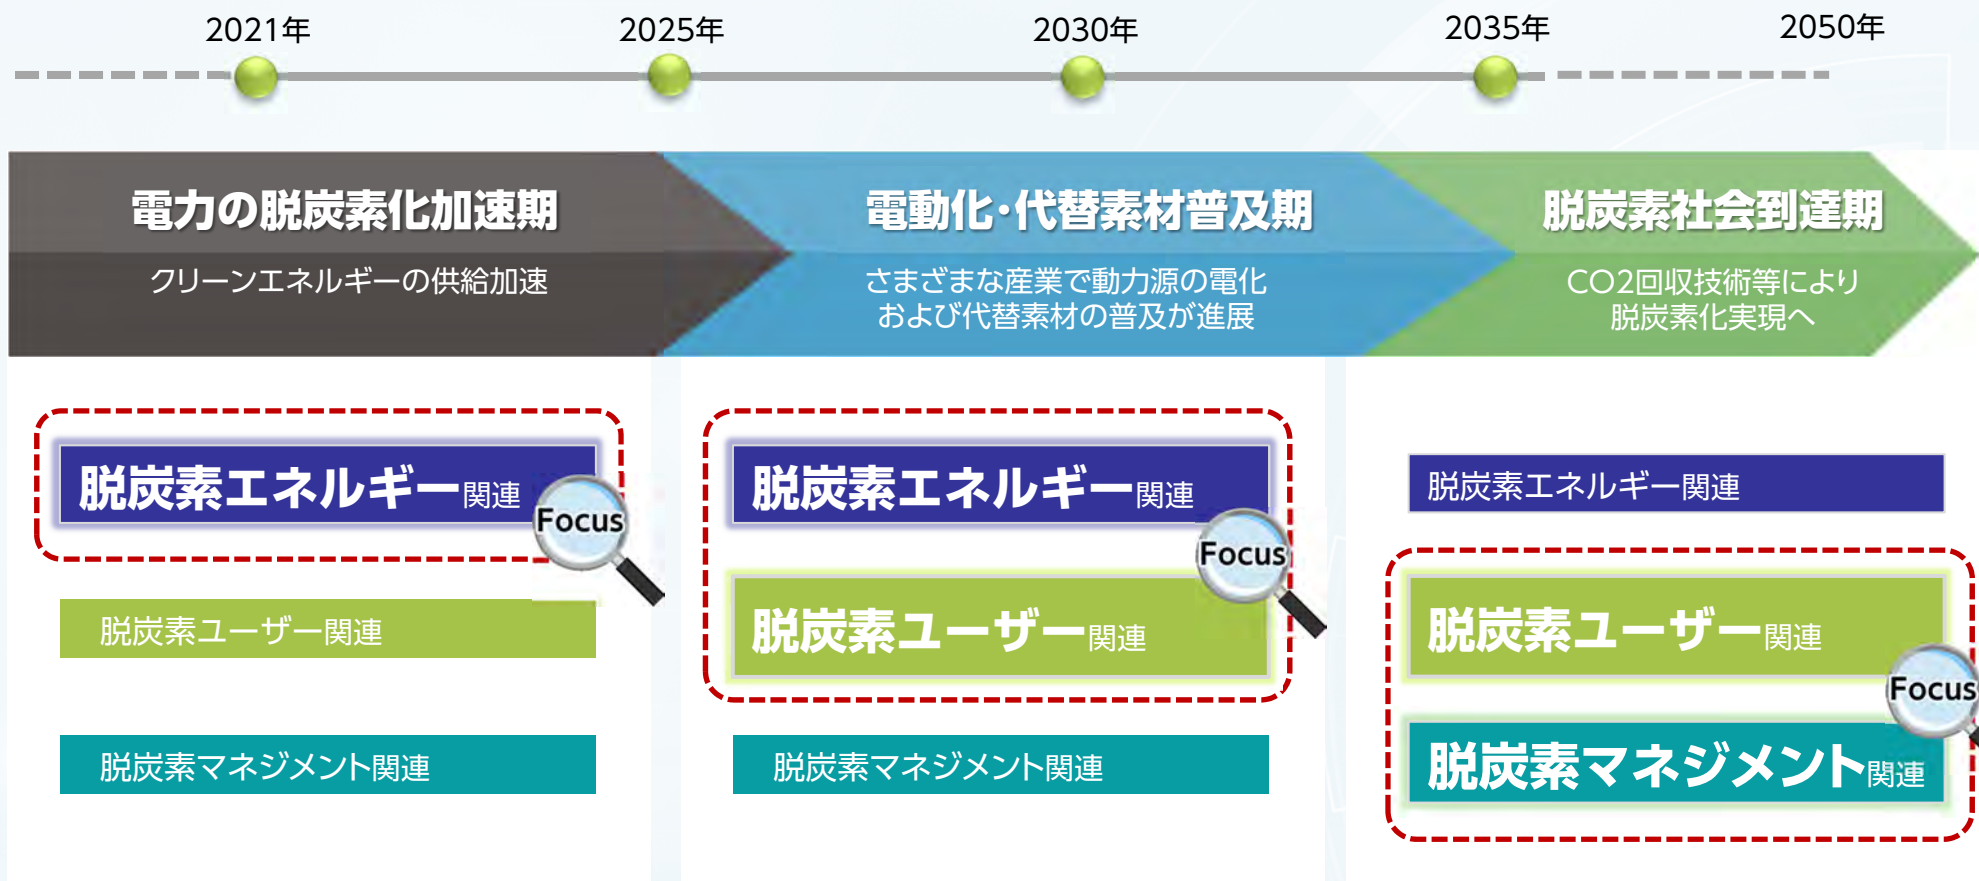 2021年
2025年
2030年
2035年
2050年
電力の脱炭素化加速期
クリーンエネルギーの供給加速
電動化・代替素材普及期
さまざまな産業で動力源の電化
および代替素材の普及が進展
脱炭素社会到達期
CO2回収技術等により
脱炭素化実現へ
脱炭素エネルギー関連
Focus
脱炭素ユーザー関連
脱炭素マネジメント関連
脱炭素エネルギー関連
Focus
脱炭素ユーザー関連
脱炭素マネジメント関連
脱炭素エネルギー関連
脱炭素ユーザー関連
Focus
脱炭素マネジメント関連